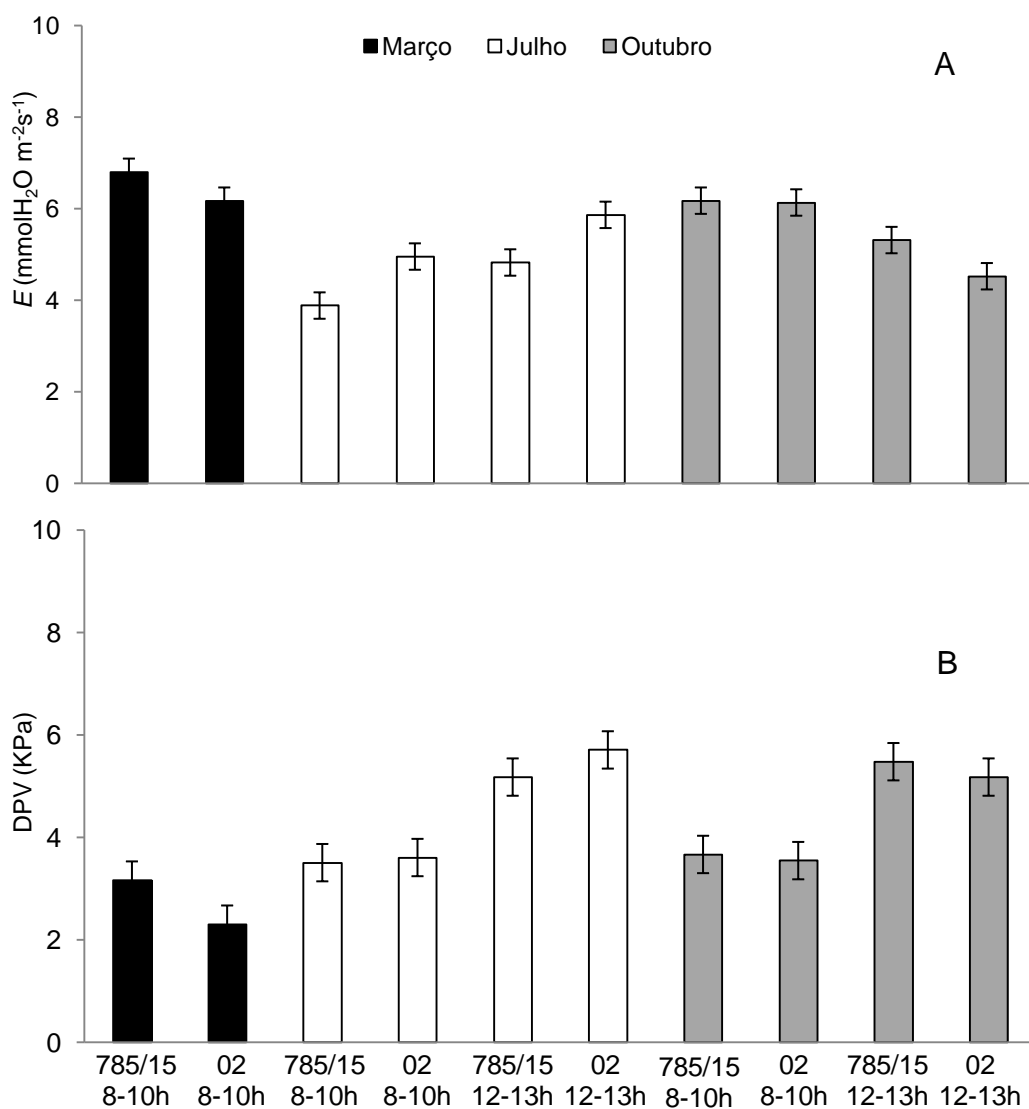 10
Março Julho Outubro
A
8
6
4
2
0
E (mmolH₂O m⁻²s⁻¹)
10
8
B
6
4
2
0
DPV (KPa)
785/15 02 785/15 02 785/15 02 785/15 02 785/15 02
8-10h 8-10h 8-10h 8-10h 12-13h 12-13h 8-10h 8-10h 12-13h 12-13h